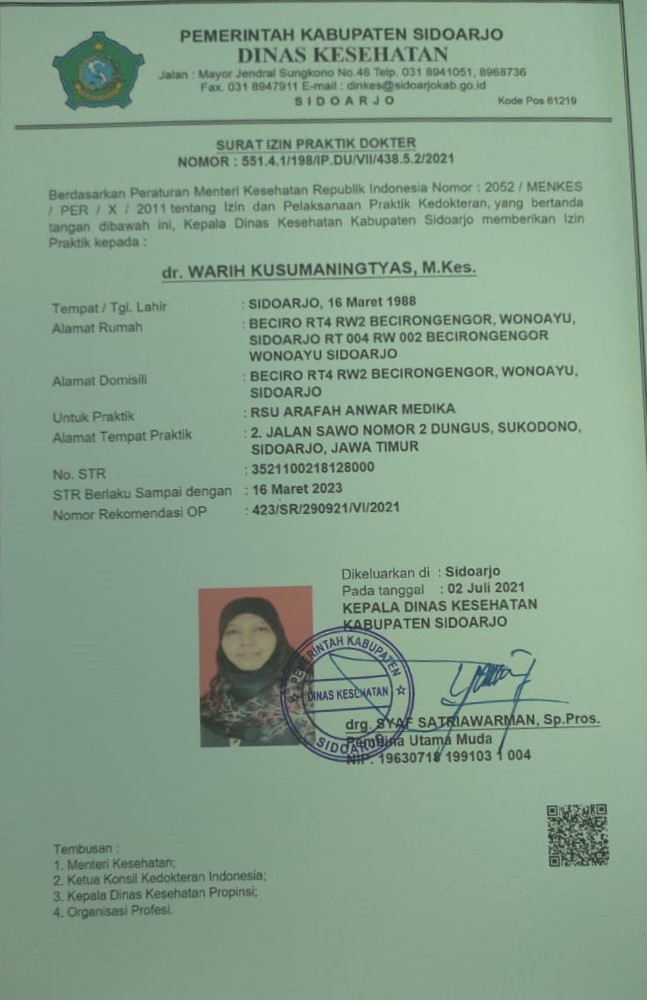 PEMERINTAH KABUPATEN SIDOARJO
DINAS KESEHATAN
Jalan : Mayor Jendral Sungkono No.46 Telp. 031 8941051, 8968736
Fax. 031 8947911 E-mail : dinkes@sidoarjokab.go.id
SIDOARJO Kode Pos 61219
SURAT IZIN PRAKTIK DOKTER
NOMOR : 551.4.1/198/IP.DU/VII/438.5.2/2021
Berdasarkan Peraturan Menteri Kesehatan Republik Indonesia Nomor : 2052 / MENKES
/ PER / X / 2011 tentang Izin dan Pelaksanaan Praktik Kedokteran, yang bertanda
tangan dibawah ini, Kepala Dinas Kesehatan Kabupaten Sidoarjo memberikan Izin
Praktik kepada :
dr. WARIH KUSUMANINGTYAS, M.Kes.
Tempat / Tgl. Lahir : SIDOARJO, 16 Maret 1988
Alamat Rumah : BECIRO RT4 RW2 BECIRONGENGOR, WONOAYU,
SIDOARJO RT 004 RW 002 BECIRONGENGOR
WONOAYU SIDOARJO
Alamat Domisili : BECIRO RT4 RW2 BECIRONGENGOR, WONOAYU,
SIDOARJO
Untuk Praktik : RSU ARAFAH ANWAR MEDIKA
Alamat Tempat Praktik : 2. JALAN SAWO NOMOR 2 DUNGUS, SUKODONO,
SIDOARJO, JAWA TIMUR
No. STR : 3521100218128000
STR Berlaku Sampai dengan : 16 Maret 2023
Nomor Rekomendasi OP : 423/SR/290921/VI/2021
Dikeluarkan di : Sidoarjo
Pada tanggal : 02 Juli 2021
KEPALA DINAS KESEHATAN
KABUPATEN SIDOARJO
PEMERINTAH KABUPATEN
DINAS KESEHATAN
SIDOARJO
drg. SYAF SATRIAWARMAN, Sp.Pros.
Pembina Utama Muda
NIP. 19630718 199103 1 004
Tembusan :
1. Menteri Kesehatan;
2. Ketua Konsil Kedokteran Indonesia;
3. Kepala Dinas Kesehatan Propinsi;
4. Organisasi Profesi.